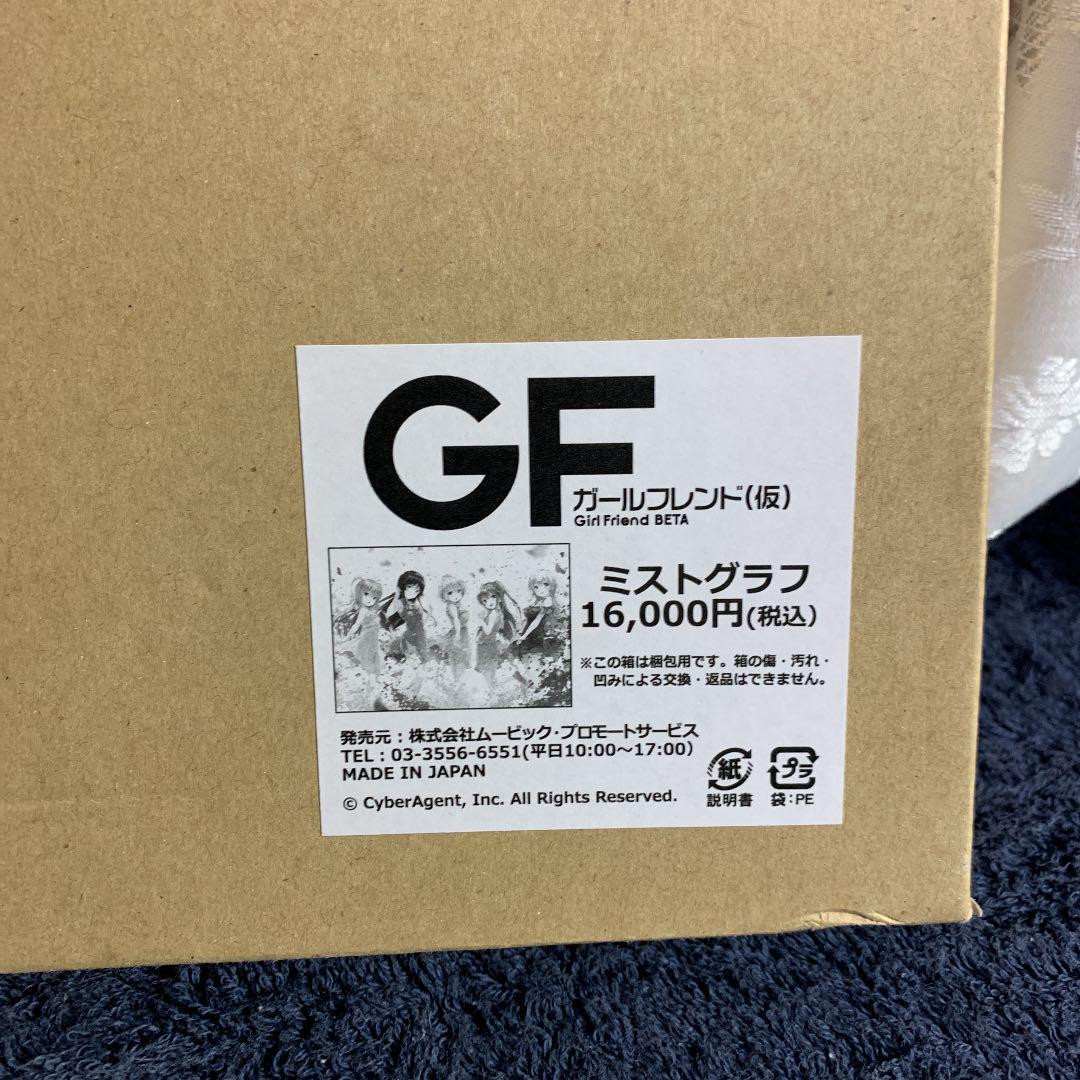 GF
ガールフレンド(仮)
Girl Friend BETA
ミストグラフ
16,000円(税込)
※この箱は梱包用です。箱の傷・汚れ・
凹みによる交換・返品はできません。
発売元：株式会社ムービック・プロモートサービス
TEL：03-3556-6551(平日10:00～17:00)
MADE IN JAPAN
© CyberAgent, Inc. All Rights Reserved.
紙
説明書
プラ
袋:PE